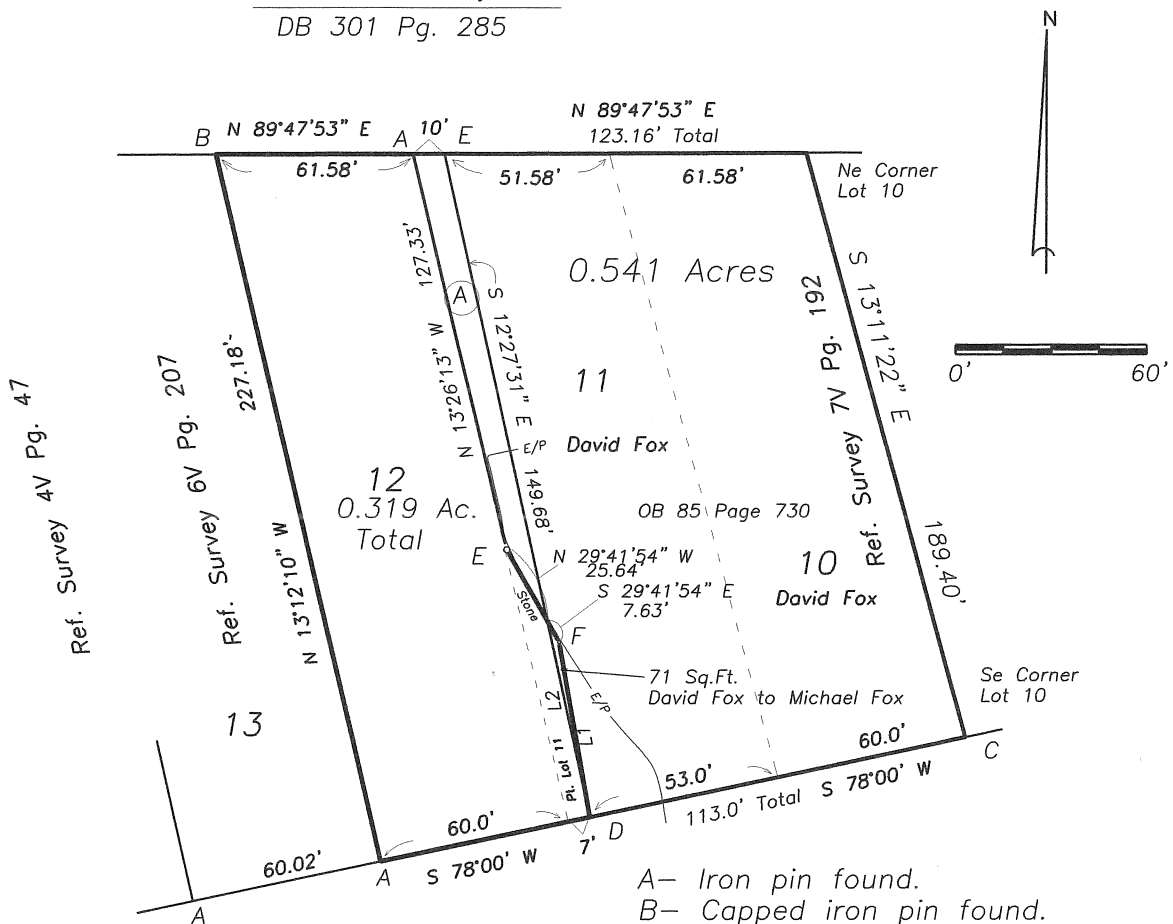 DB 301 Pg. 285
N
B
N 89°47'53" E
A
10'
E
N 89°47'53" E
123.16' Total
61.58'
51.58'
61.58'
Ne Corner
Lot 10
0' 60'
127.33'
A
S 12°27'31" E
149.68'
N 13°26'13" W
0.541 Acres
S 13°11'22" E
189.40'
Ref. Survey 7V Pg. 192
Ref. Survey 4V Pg. 47
Ref. Survey 6V Pg. 207
227.18'-
N 13°12'10" W
11
E/P
David Fox
12
0.319 Ac.
Total
OB 85 Page 730
10
David Fox
E
N 29°41'54" W
25.64'
S 29°41'54" E
7.63'
Stone
F
71 Sq.Ft.
David Fox to Michael Fox
E/P
L2
L1
Pt. Lot 11
Se Corner
Lot 10
13
60.0'
C
53.0'
113.0' Total
S 78°00' W
60.0'
7'
D
60.02'
A
S 78°00' W
A
A– Iron pin found.
B– Capped iron pin found.